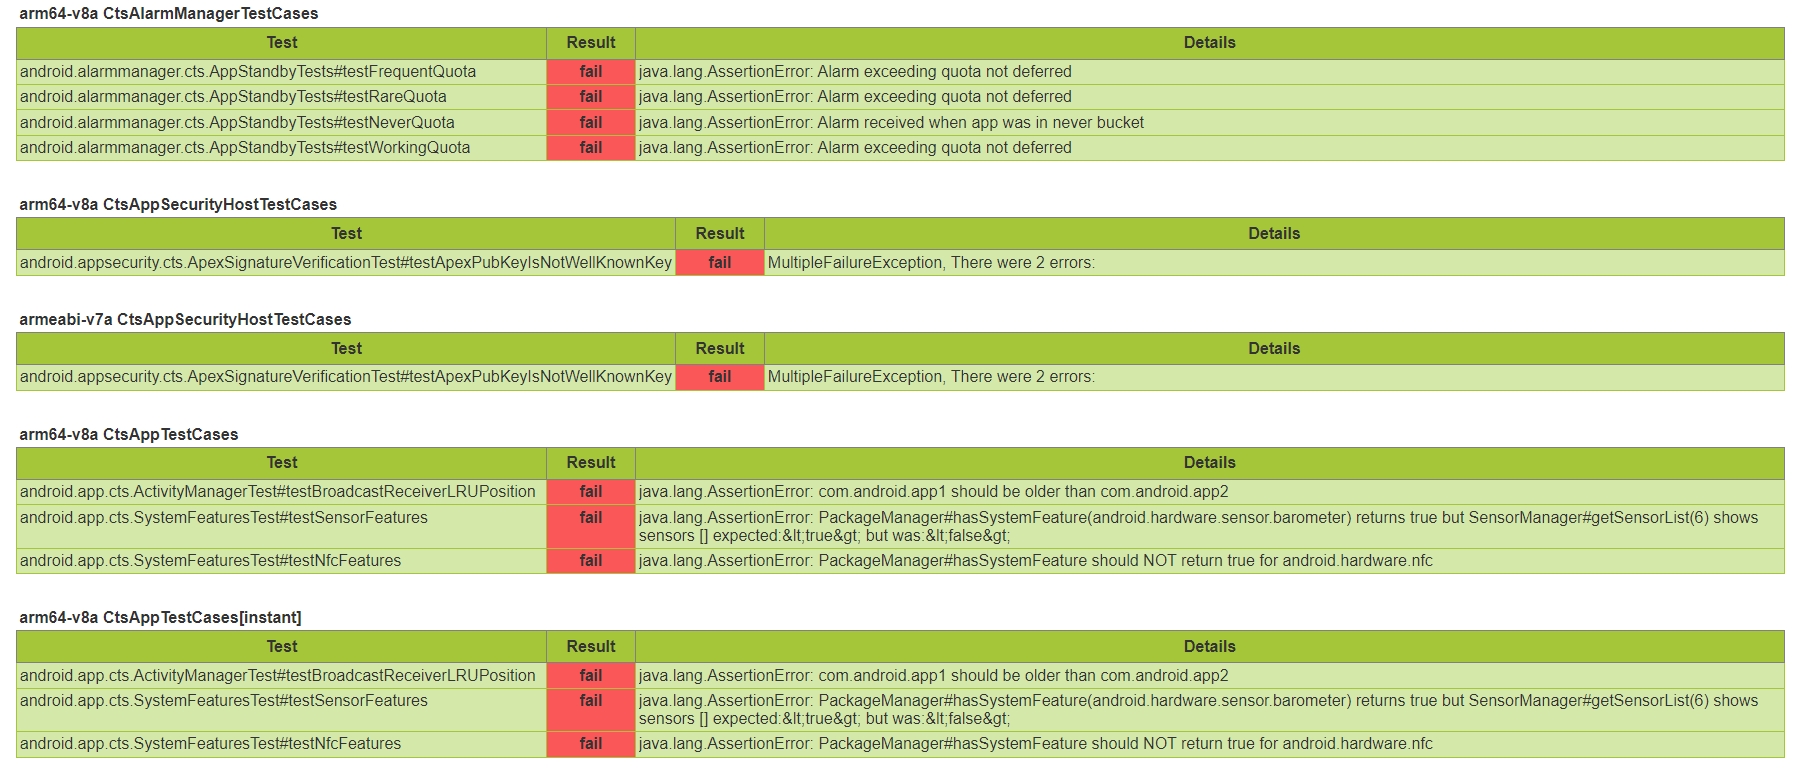 arm64-v8a CtsAlarmManagerTestCases
Test Result Details
android.alarmmanager.cts.AppStandbyTests#testFrequentQuota fail java.lang.AssertionError: Alarm exceeding quota not deferred
android.alarmmanager.cts.AppStandbyTests#testRareQuota fail java.lang.AssertionError: Alarm exceeding quota not deferred
android.alarmmanager.cts.AppStandbyTests#testNeverQuota fail java.lang.AssertionError: Alarm received when app was in never bucket
android.alarmmanager.cts.AppStandbyTests#testWorkingQuota fail java.lang.AssertionError: Alarm exceeding quota not deferred
arm64-v8a CtsAppSecurityHostTestCases
Test Result Details
android.appsecurity.cts.ApexSignatureVerificationTest#testApexPubKeyIsNotWellKnownKey fail MultipleFailureException, There were 2 errors:
armeabi-v7a CtsAppSecurityHostTestCases
Test Result Details
android.appsecurity.cts.ApexSignatureVerificationTest#testApexPubKeyIsNotWellKnownKey fail MultipleFailureException, There were 2 errors:
arm64-v8a CtsAppTestCases
Test Result Details
android.app.cts.ActivityManagerTest#testBroadcastReceiverLRUPosition fail java.lang.AssertionError: com.android.app1 should be older than com.android.app2
android.app.cts.SystemFeaturesTest#testSensorFeatures fail java.lang.AssertionError: PackageManager#hasSystemFeature(android.hardware.sensor.barometer) returns true but SensorManager#getSensorList(6) shows
sensors [] expected:&lt;true&gt; but was:&lt;false&gt;
android.app.cts.SystemFeaturesTest#testNfcFeatures fail java.lang.AssertionError: PackageManager#hasSystemFeature should NOT return true for android.hardware.nfc
arm64-v8a CtsAppTestCases[instant]
Test Result Details
android.app.cts.ActivityManagerTest#testBroadcastReceiverLRUPosition fail java.lang.AssertionError: com.android.app1 should be older than com.android.app2
android.app.cts.SystemFeaturesTest#testSensorFeatures fail java.lang.AssertionError: PackageManager#hasSystemFeature(android.hardware.sensor.barometer) returns true but SensorManager#getSensorList(6) shows
sensors [] expected:&lt;true&gt; but was:&lt;false&gt;
android.app.cts.SystemFeaturesTest#testNfcFeatures fail java.lang.AssertionError: PackageManager#hasSystemFeature should NOT return true for android.hardware.nfc